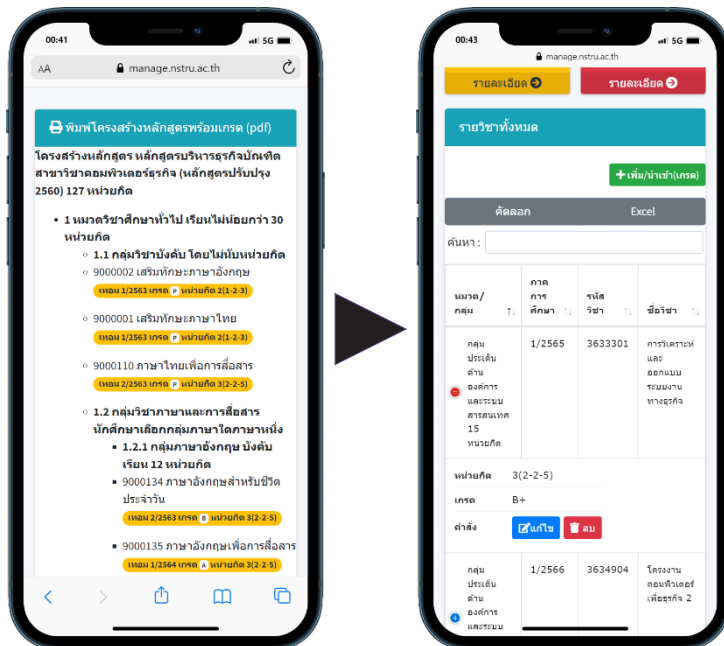 00:41
5G
AA
manage.nstru.ac.th
พิมพ์โครงสร้างหลักสูตรพร้อมเกรด (pdf)
โครงสร้างหลักสูตร หลักสูตรบริหารธุรกิจบัณฑิต
สาขาวิชาคอมพิวเตอร์ธุรกิจ (หลักสูตรปรับปรุง
2560) 127 หน่วยกิต
1 หมวดวิชาศึกษาทั่วไป เรียนไม่น้อยกว่า 30
หน่วยกิต
1.1 กลุ่มวิชาบังคับ โดยไม่นับหน่วยกิต
9000002 เสริมทักษะภาษาอังกฤษ
เทอม 1/2563 เกรด P หน่วยกิต 2(1-2-3)
9000001 เสริมทักษะภาษาไทย
เทอม 1/2563 เกรด P หน่วยกิต 2(1-2-3)
9000110 ภาษาไทยเพื่อการสื่อสาร
เทอม 2/2563 เกรด P หน่วยกิต 3(2-2-5)
1.2 กลุ่มวิชาภาษาและการสื่อสาร
นักศึกษาเลือกกลุ่มภาษาใดภาษาหนึ่ง
1.2.1 กลุ่มภาษาอังกฤษ บังคับ
เรียน 12 หน่วยกิต
9000134 ภาษาอังกฤษสำหรับชีวิต
ประจำวัน
เทอม 2/2563 เกรด B หน่วยกิต 3(2-2-5)
9000135 ภาษาอังกฤษเพื่อการสื่อสาร
เทอม 1/2564 เกรด A หน่วยกิต 3(2-2-5)
00:43
5G
manage.nstru.ac.th
รายละเอียด
รายละเอียด
รายวิชาทั้งหมด
เพิ่ม/นำเข้า(เกรด)
คัดลอก
Excel
ค้นหา :
หมวด/
กลุ่ม
ภาค
การ
ศึกษา
รหัส
วิชา
ชื่อวิชา
กลุ่ม
ประเด็น
ด้าน
องค์การ
และระบบ
สารสนเทศ
15
หน่วยกิต
1/2565
3633301
การวิเคราะห์
และ
ออกแบบ
ระบบงาน
ทางธุรกิจ
หน่วยกิต 3(2-2-5)
เกรด B+
คำสั่ง แก้ไข ลบ
กลุ่ม
ประเด็น
ด้าน
องค์การ
และระบบ
1/2566
3634904
โครงงาน
คอมพิวเตอร์
เพื่อธุรกิจ 2